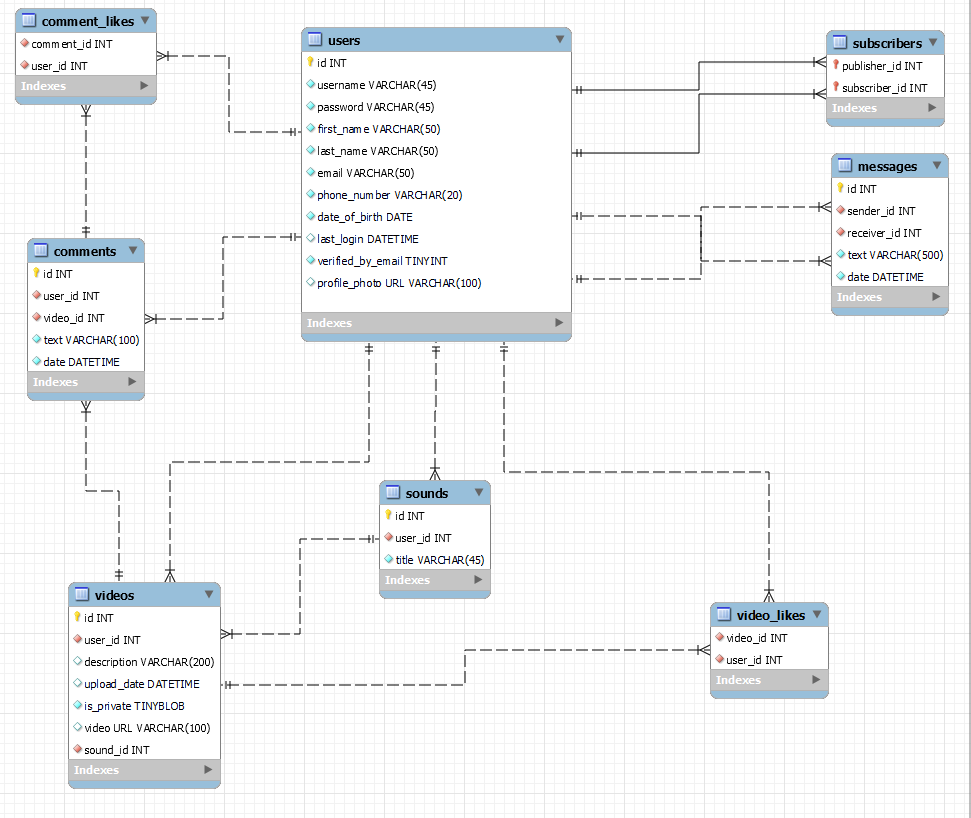 comment_likes
comment_id INT
user_id INT
Indexes
users
id INT
username VARCHAR(45)
password VARCHAR(45)
first_name VARCHAR(50)
last_name VARCHAR(50)
email VARCHAR(50)
phone_number VARCHAR(20)
date_of_birth DATE
last_login DATETIME
verified_by_email TINYINT
profile_photo URL VARCHAR(100)
Indexes
subscribers
publisher_id INT
subscriber_id INT
Indexes
messages
id INT
sender_id INT
receiver_id INT
text VARCHAR(500)
date DATETIME
Indexes
comments
id INT
user_id INT
video_id INT
text VARCHAR(100)
date DATETIME
Indexes
sounds
id INT
user_id INT
title VARCHAR(45)
Indexes
videos
id INT
user_id INT
description VARCHAR(200)
upload_date DATETIME
is_private TINYBLOB
video URL VARCHAR(100)
sound_id INT
Indexes
video_likes
video_id INT
user_id INT
Indexes